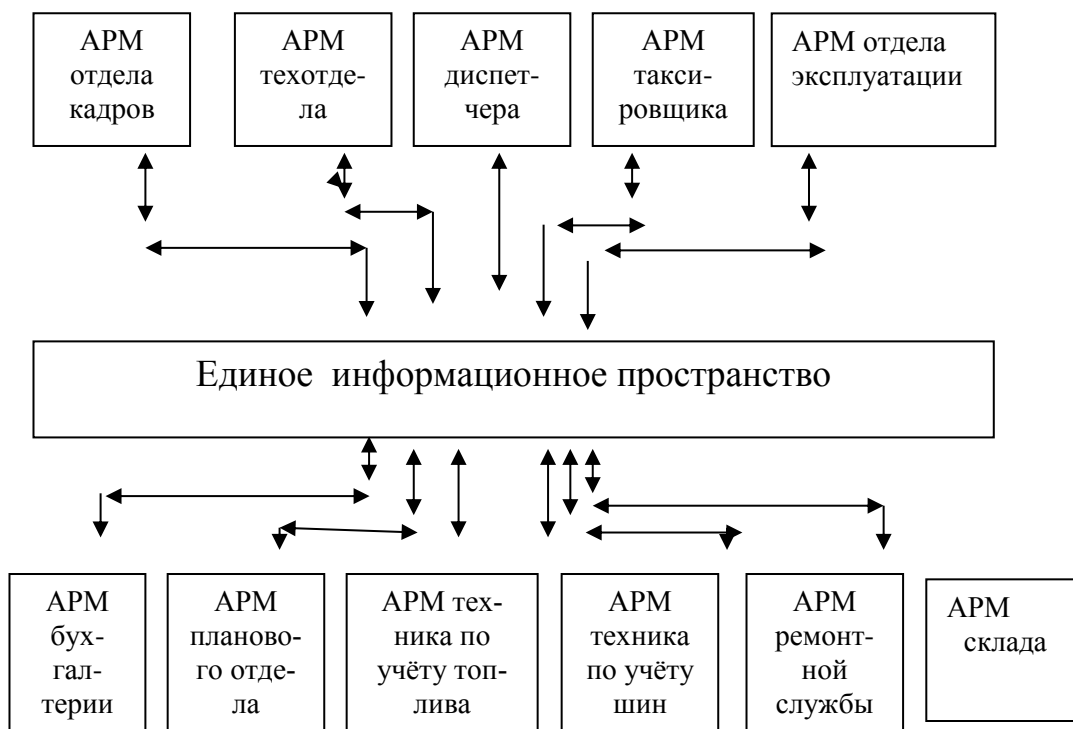 АРМ
отдела
кадров
АРМ
техотде-
ла
АРМ
диспет-
чера
АРМ
такси-
ровщика
АРМ отдела
эксплуатации
Единое информационное пространство
АРМ
бух-
гал-
терии
АРМ
планово-
го отде-
ла
АРМ тех-
ника по
учёту топ-
лива
АРМ
техника
по учёту
шин
АРМ
ремонт-
ной
службы
АРМ
склада